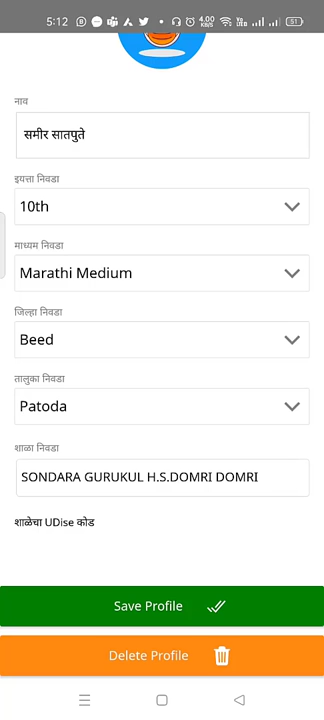 5:12 4.00 KB/S 51
नाव
समीर सातपुते
इयत्ता निवडा
10th
माध्यम निवडा
Marathi Medium
जिल्हा निवडा
Beed
तालुका निवडा
Patoda
शाळा निवडा
SONDARA GURUKUL H.S.DOMRI DOMRI
शाळेचा UDise कोड
Save Profile
Delete Profile